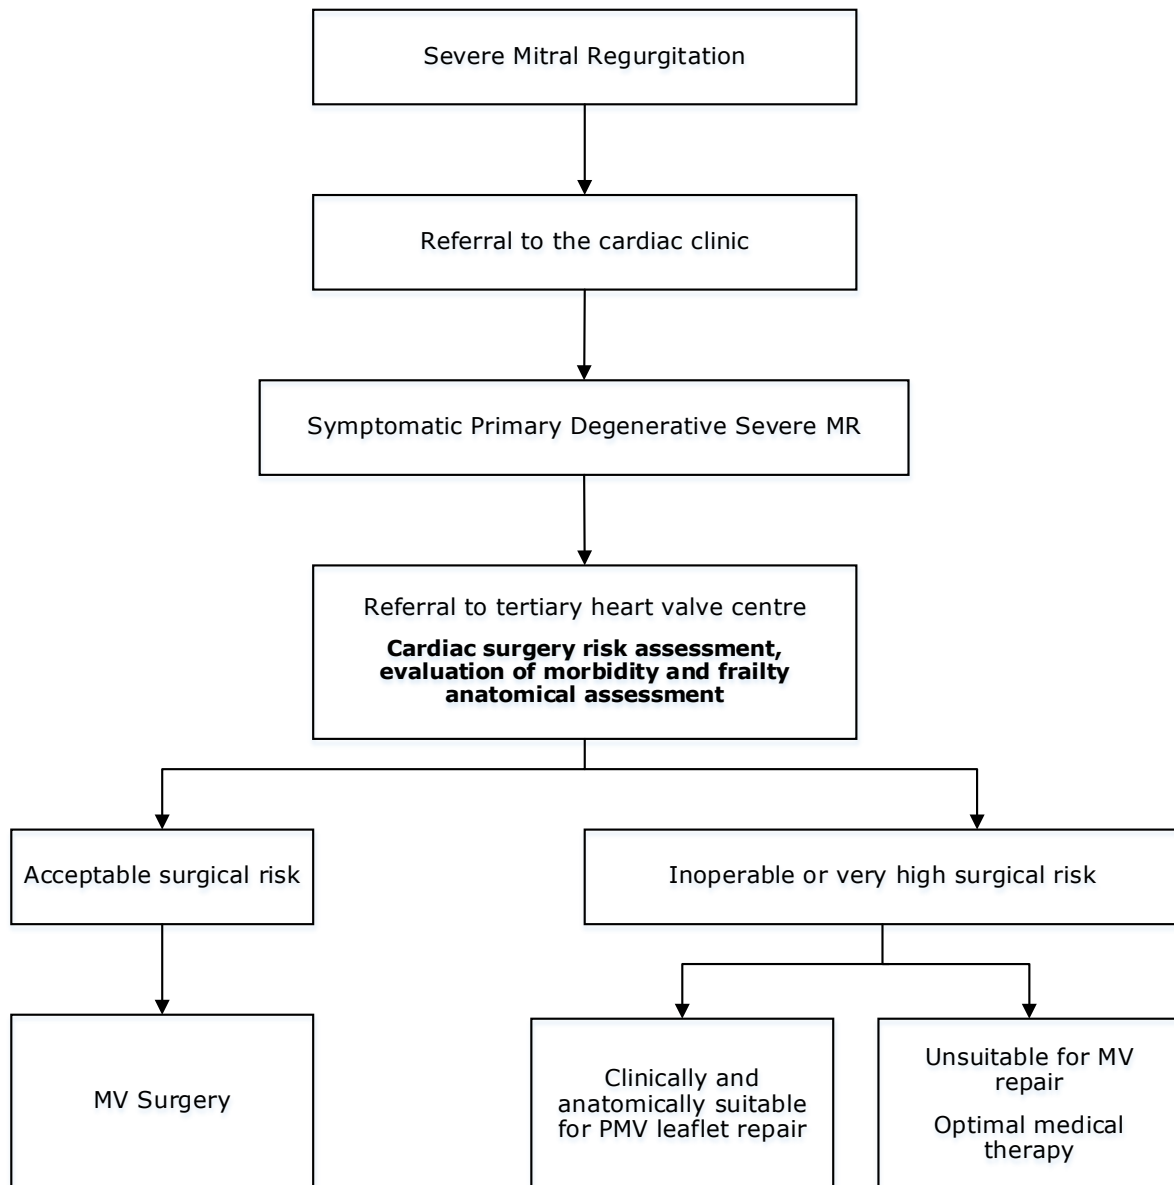 Severe Mitral Regurgitation
Referral to the cardiac clinic
Symptomatic Primary Degenerative Severe MR
Referral to tertiary heart valve centre
Cardiac surgery risk assessment,
evaluation of morbidity and frailty
anatomical assessment
Acceptable surgical risk
Inoperable or very high surgical risk
MV Surgery
Clinically and
anatomically suitable
for PMV leaflet repair
Unsuitable for MV
repair
Optimal medical
therapy